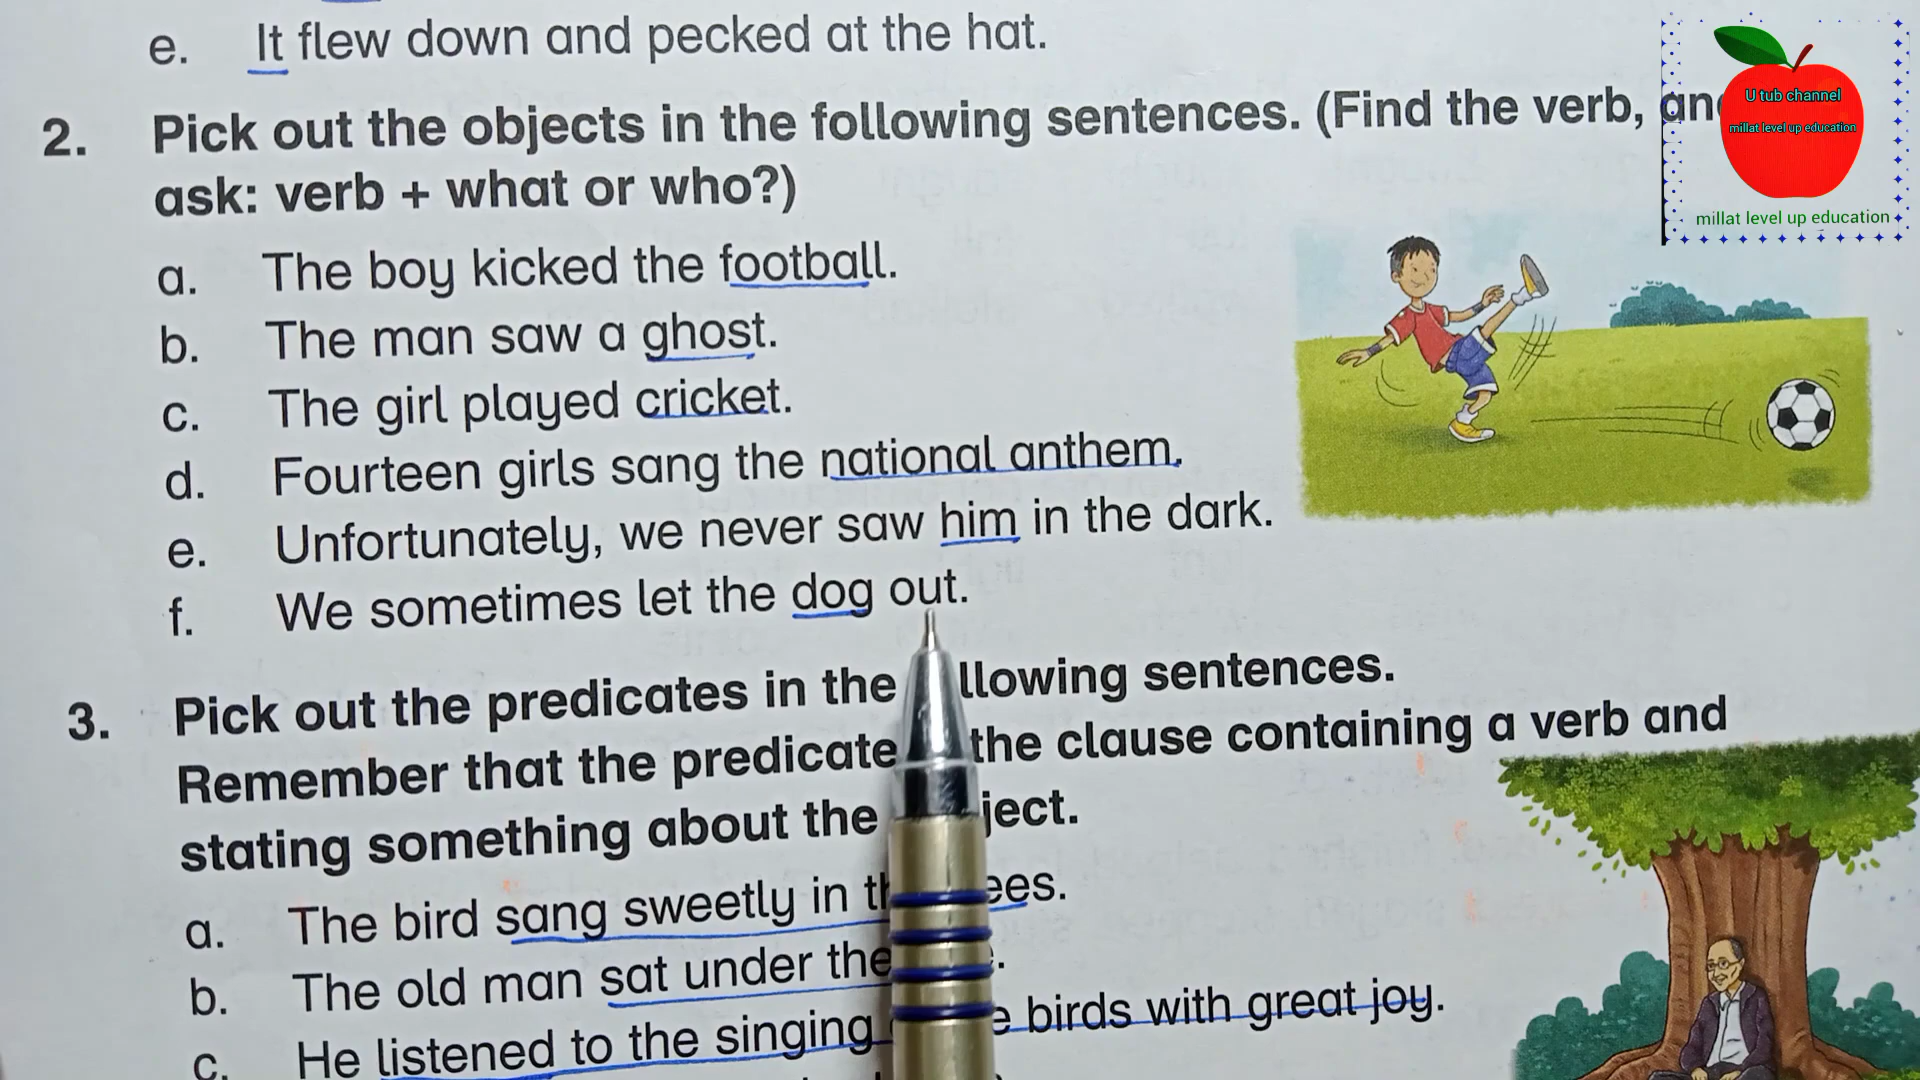 e. It flew down and pecked at the hat.
2. Pick out the objects in the following sentences. (Find the verb,
ask: verb + what or who?)
a. The boy kicked the football.
b. The man saw a ghost.
c. The girl played cricket.
d. Fourteen girls sang the national anthem.
e. Unfortunately, we never saw him in the dark.
f. We sometimes let the dog out.
3. Pick out the predicates in the llowing sentences.
Remember that the predicate the clause containing a verb and
stating something about the ject.
a. The bird sang sweetly in ees.
b. The old man sat under the
c. He listened to the singing birds with great joy.
U tub channel
millat level up education
millat level up education